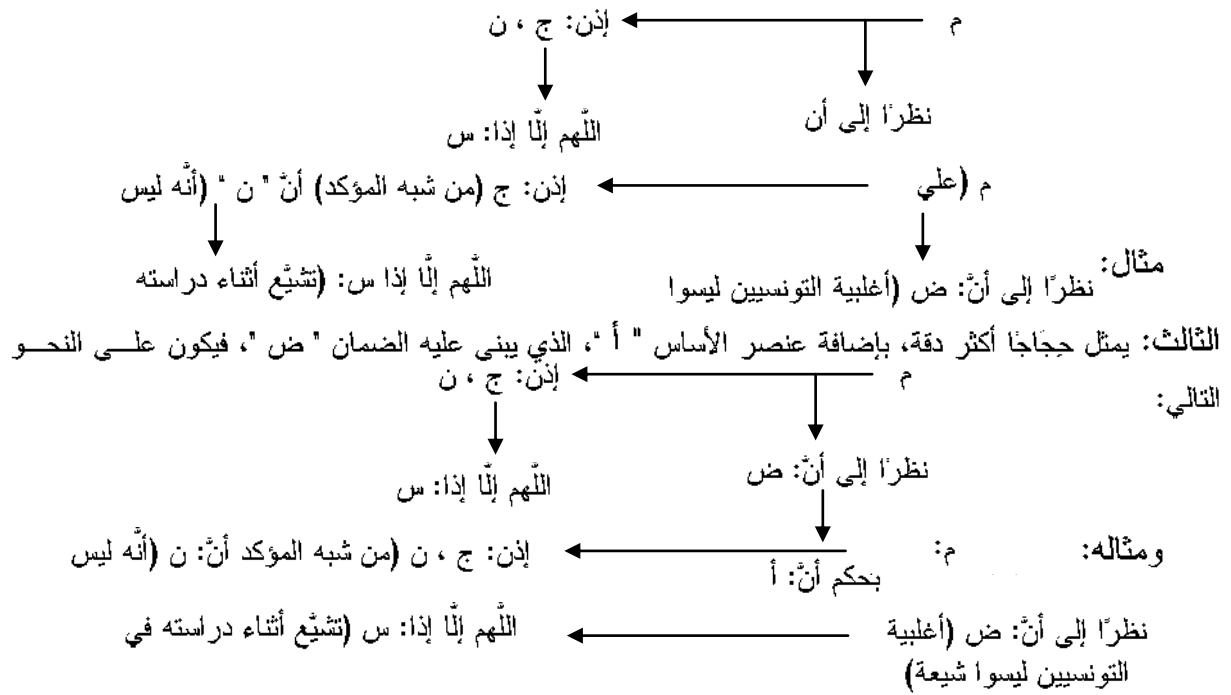 م إذن: ج ، ن
نظرًا إلى أن
اللّهم إلّا إذا: س
م (علي إذن: ج (من شبه المؤكد) أنّ " ن " (أنّه ليس
مثال:
نظرًا إلى أنّ: ض (أغلبية التونسيين ليسوا اللّهم إلّا إذا س: (تشيّع أثناء دراسته
الثالث: يمثل حِجَاجًا أكثر دقة، بإضافة عنصر الأساس " أ "، الذي يبنى عليه الضمان " ض "، فيكون علـــى النحـــو
م إذن: ج ، ن
التالي:
نظرًا إلى أنّ: ض
اللّهم إلّا إذا: س
ومثاله: م: إذن: ج ، ن (من شبه المؤكد أنّ: ن (أنّه ليس
بحكم أنّ: أ
نظرًا إلى أنّ: ض (أغلبية اللّهم إلّا إذا: س (تشيّع أثناء دراسته في
التونسيين ليسوا شيعة)